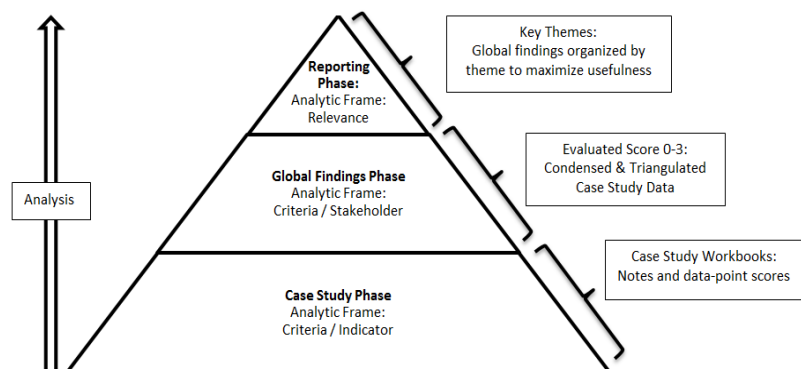 Reporting
Phase:
Analytic Frame:
Relevance
Key Themes:
Global findings organized by
theme to maximize usefulness
Global Findings Phase
Analytic Frame:
Criteria / Stakeholder
Evaluated Score 0-3:
Condensed & Triangulated
Case Study Data
Analysis
Case Study Phase
Analytic Frame:
Criteria / Indicator
Case Study Workbooks:
Notes and data-point scores